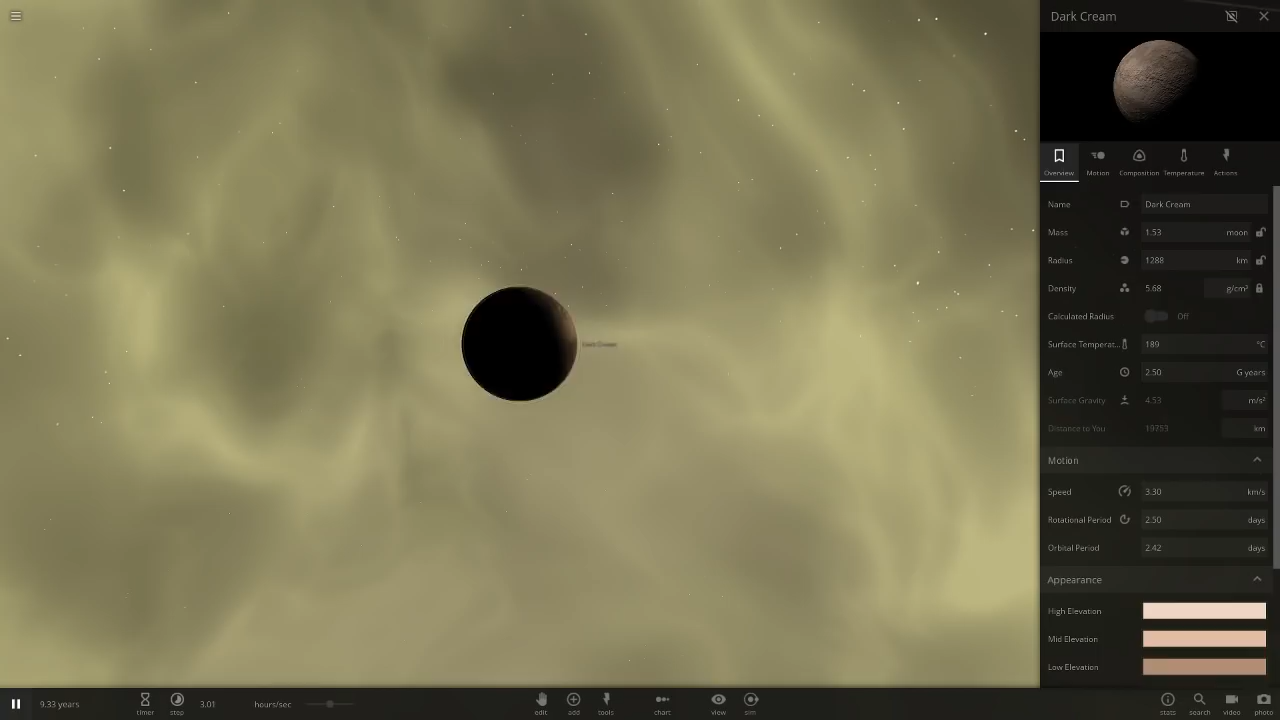 Dark Cream
Overview Motion Composition Temperature Actions
Name Dark Cream
Mass 1.53 moon
Radius 1288 km
Density 5.68 g/cm³
Calculated Radius Off
Surface Temperat... 189 °C
Age 2.50 G years
Surface Gravity 4.53 m/s²
Distance to You 19753 km
Dark Cream
Motion
Speed 3.30 km/s
Rotational Period 2.50 days
Orbital Period 2.42 days
Appearance
High Elevation
Mid Elevation
Low Elevation
9.33 years timer step 3.01 hours/sec edit add tools chart view sim stats search video photo